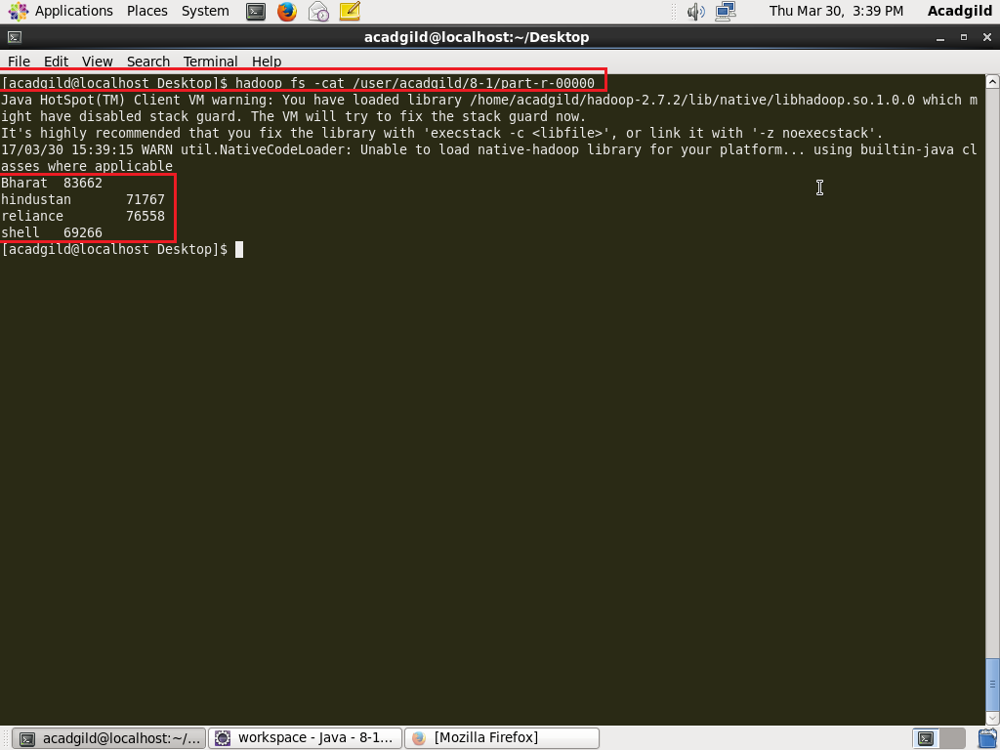 Applications Places System Thu Mar 30, 3:39 PM Acadgild
acadgild@localhost:~/Desktop
File Edit View Search Terminal Help
[acadgild@localhost Desktop]$ hadoop fs -cat /user/acadgild/8-1/part-r-00000
Java HotSpot(TM) Client VM warning: You have loaded library /home/acadgild/hadoop-2.7.2/lib/native/libhadoop.so.1.0.0 which m
ight have disabled stack guard. The VM will try to fix the stack guard now.
It's highly recommended that you fix the library with 'execstack -c <libfile>', or link it with '-z noexecstack'.
17/03/30 15:39:15 WARN util.NativeCodeLoader: Unable to load native-hadoop library for your platform... using builtin-java cl
asses where applicable
Bharat 83662
hindustan 71767
reliance 76558
shell 69266
[acadgild@localhost Desktop]$
acadgild@localhost:~/... workspace - Java - 8-1... [Mozilla Firefox]